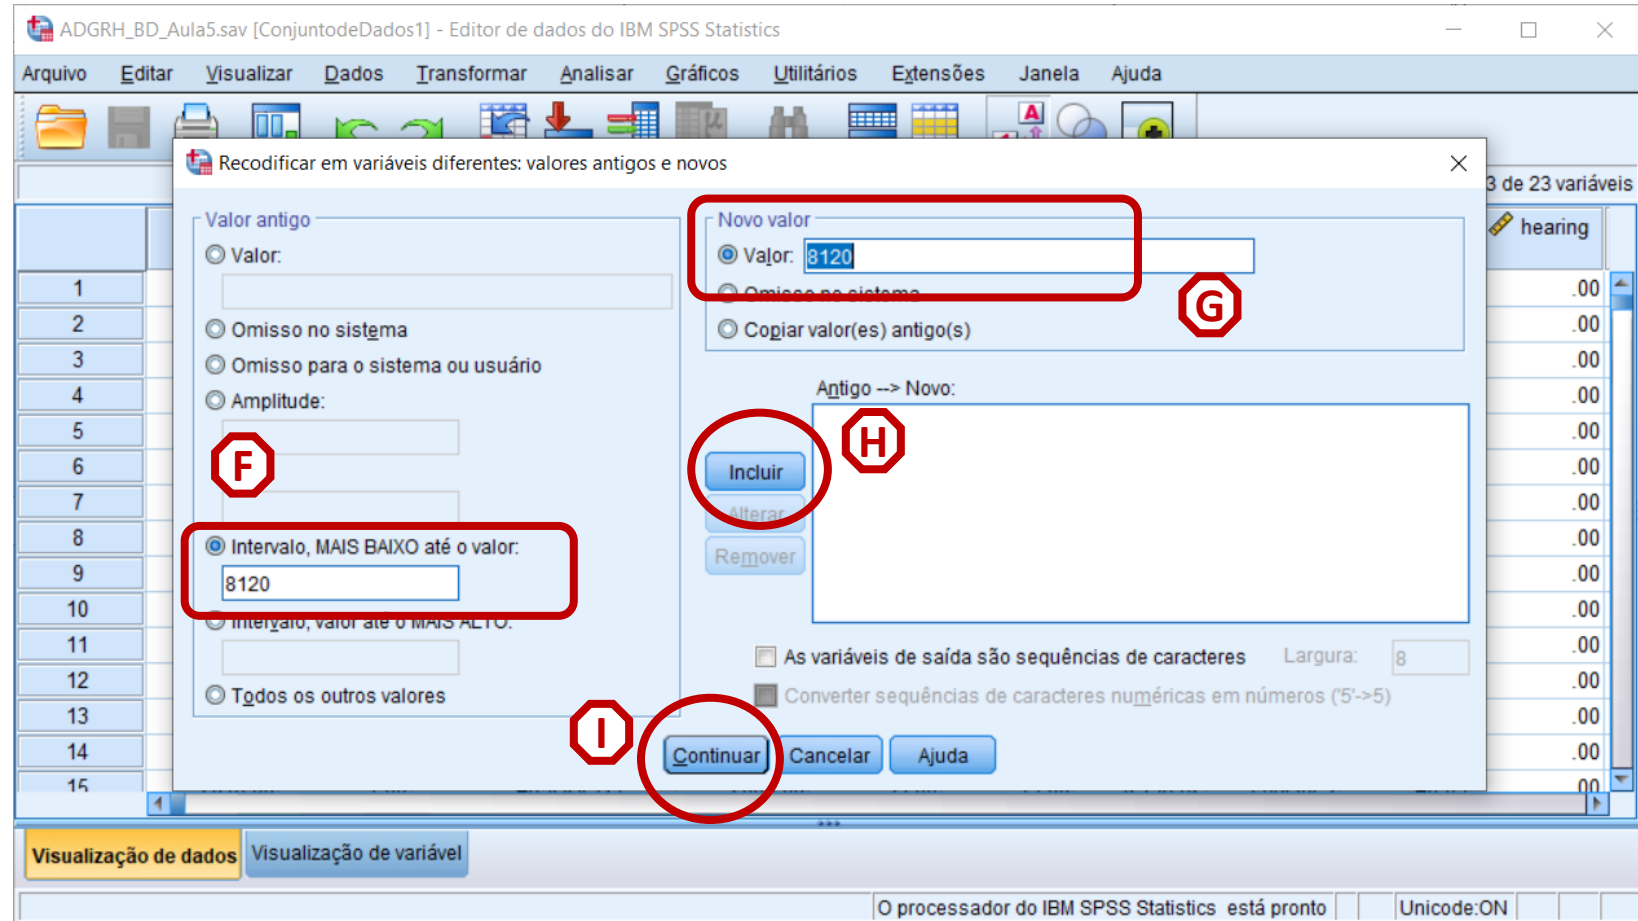 ADGRH_BD_Aula5.sav [ConjuntodeDados1] - Editor de dados do IBM SPSS Statistics
Arquivo Editar Visualizar Dados Transformar Analisar Gráficos Utilitários Extensões Janela Ajuda
A
Recodificar em variáveis diferentes: valores antigos e novos
3 de 23 variáveis
hearing
Valor antigo
Valor:
Omisso no sistema
Omisso para o sistema ou usuário
Amplitude:
F
Intervalo, MAIS BAIXO até o valor:
8120
Intervalo, valor até o MAIS ALTO:
Todos os outros valores
Novo valor
Valor: 8120
Omisso no sistema
G
Copiar valor(es) antigo(s)
Antigo --> Novo:
H
Incluir
Alterar
Remover
As variáveis de saída são sequências de caracteres Largura: 8
Converter sequências de caracteres numéricas em números ('5'->5)
I
Continuar Cancelar Ajuda
1 .00
2 .00
3 .00
4 .00
5 .00
6 .00
7 .00
8 .00
9 .00
10 .00
11 .00
12 .00
13 .00
14 .00
15 .00
Visualização de dados Visualização de variável
O processador do IBM SPSS Statistics está pronto Unicode:ON